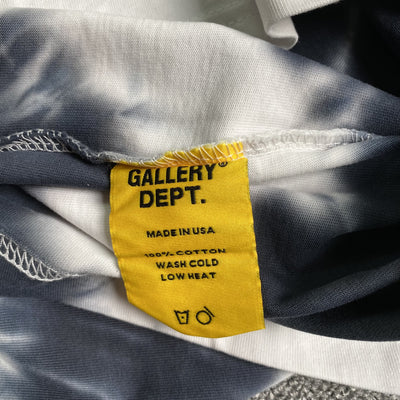 GALLERY®
DEPT.
MADE IN USA
100% COTTON
WASH COLD
LOW HEAT